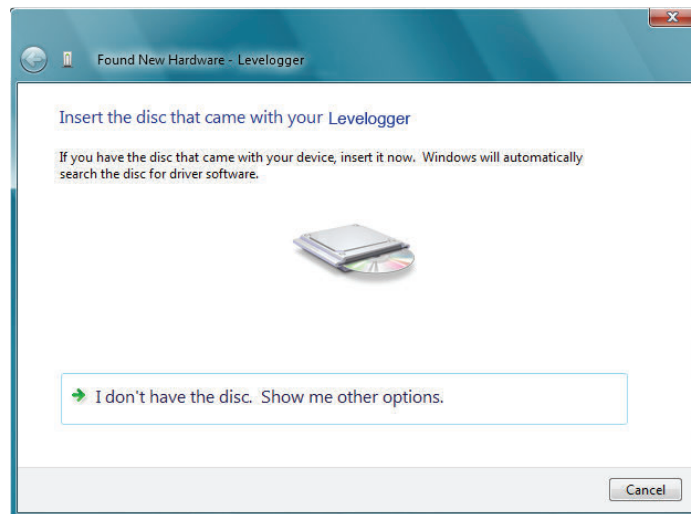 Found New Hardware - Levelogger
Insert the disc that came with your Levelogger
If you have the disc that came with your device, insert it now.  Windows will automatically
search the disc for driver software.
I don't have the disc.  Show me other options.
Cancel